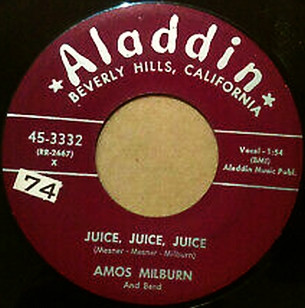 Aladdin
BEVERLY HILLS, CALIFORNIA
45-3332
(RR-2667)
X
Vocal - 1:54
(BMI)
Aladdin Music Publ.
74
JUICE, JUICE, JUICE
(Mesner - Mesner - Milburn)
AMOS MILBURN
And Band